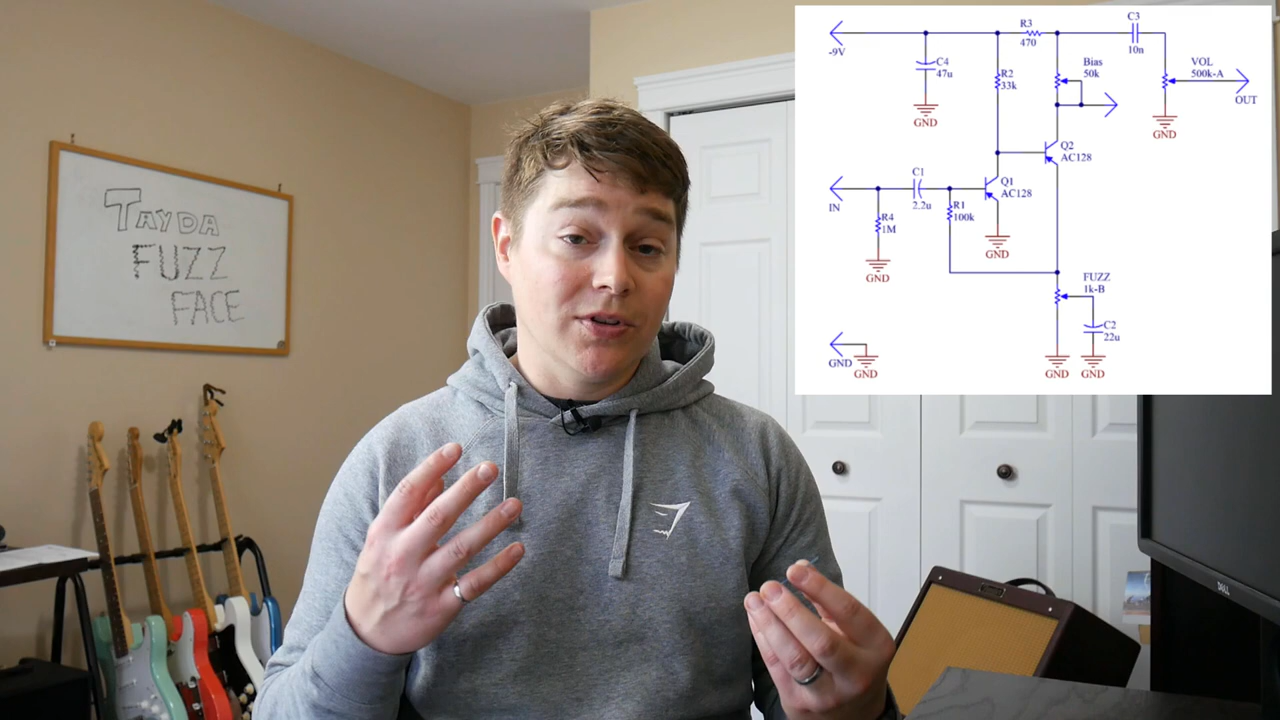 TAYDA
FUZZ
FACE
-9V
C4
47u
GND
R2
33k
R3
470
Bias
50k
C3
10n
VOL
500k-A
OUT
GND
Q2
AC128
IN
R4
1M
GND
C1
2.2u
R1
100k
Q1
AC128
GND
FUZZ
1k-B
C2
22u
GND
GND
GND
GND
DELL